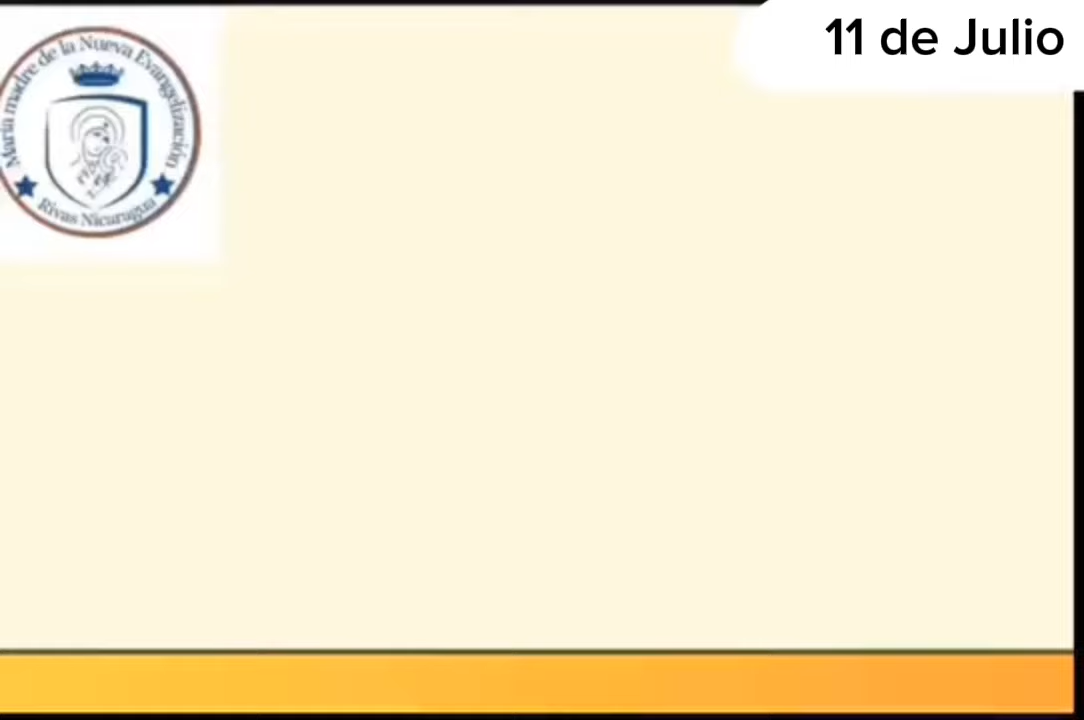 11 de Julio
María madre de la Nueva Evangelización
Rivas Nicaragua